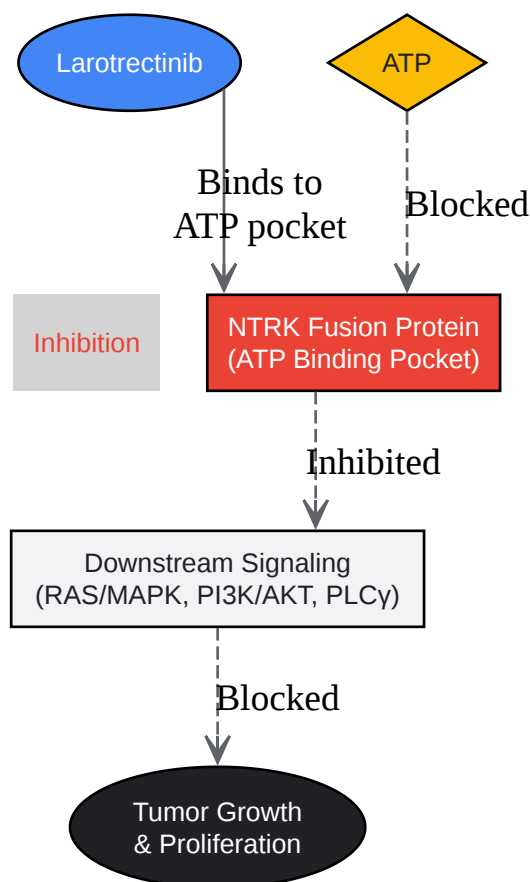 Larotrectinib
ATP
Binds to
ATP pocket
Blocked
Inhibition
NTRK Fusion Protein
(ATP Binding Pocket)
Inhibited
Downstream Signaling
(RAS/MAPK, PI3K/AKT, PLCγ)
Blocked
Tumor Growth
& Proliferation